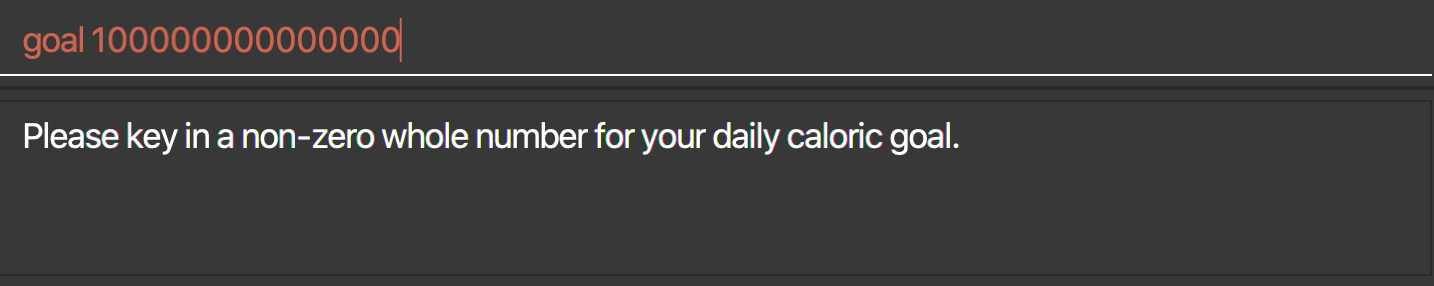 goal 100000000000000
Please key in a non-zero whole number for your daily caloric goal.